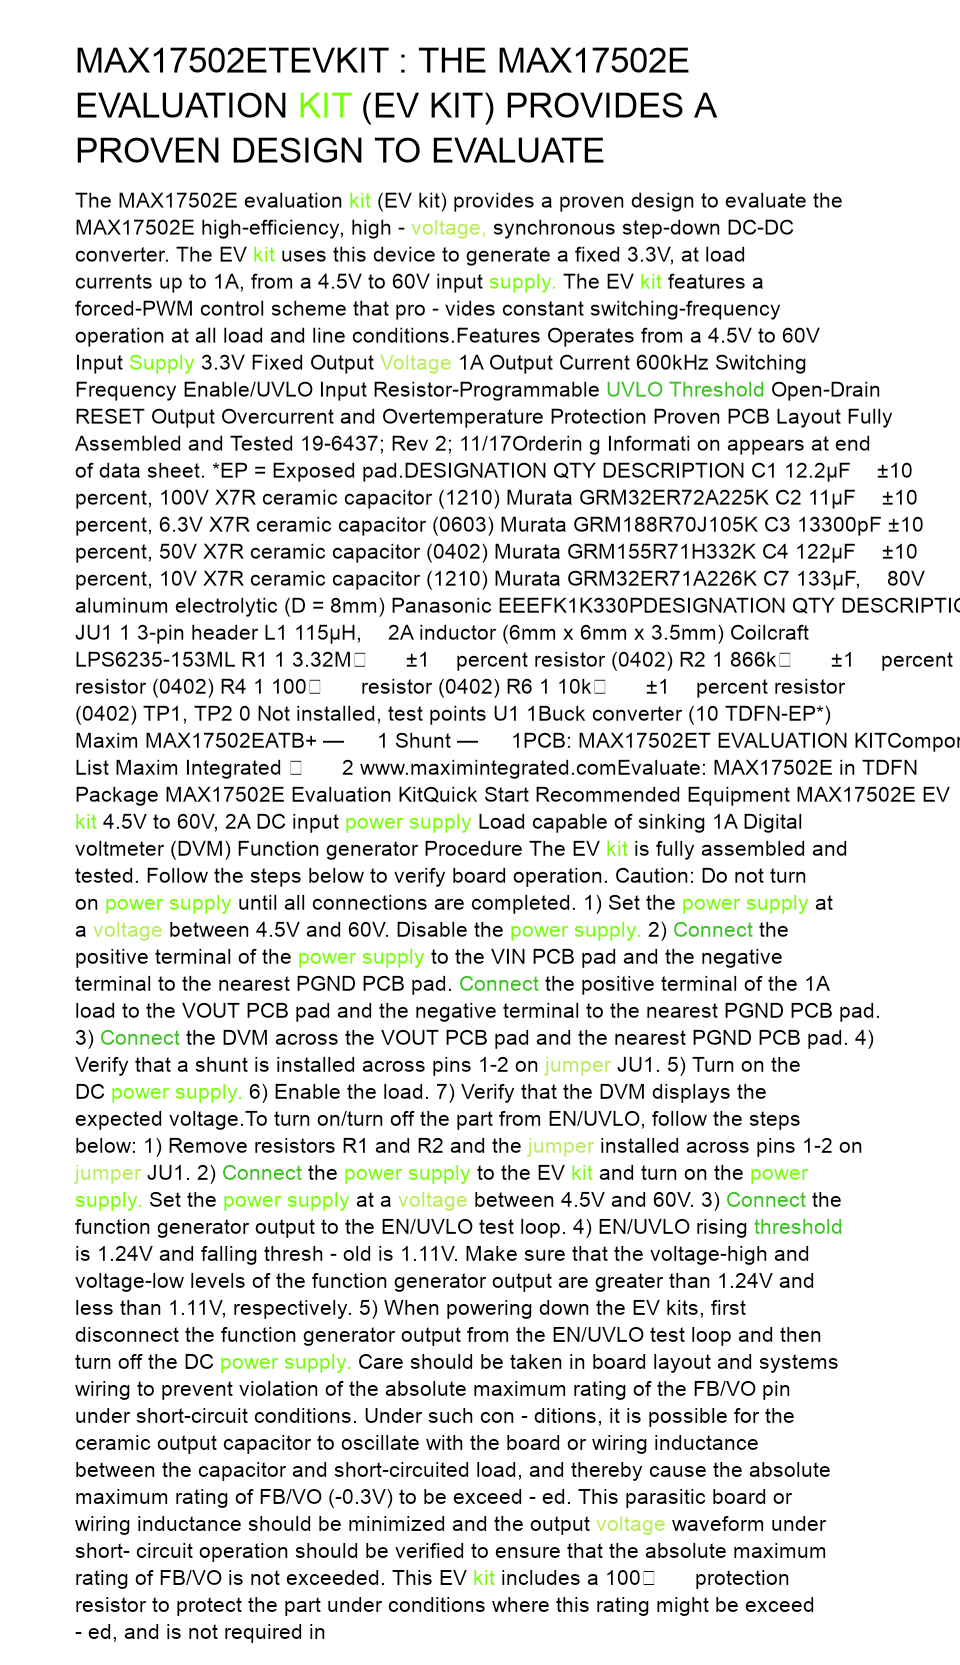 MAX17502ETEVKIT : THE MAX17502E
EVALUATION KIT (EV KIT) PROVIDES A
PROVEN DESIGN TO EVALUATE
The MAX17502E evaluation kit (EV kit) provides a proven design to evaluate the
MAX17502E high-efficiency, high - voltage, synchronous step-down DC-DC
converter. The EV kit uses this device to generate a fixed 3.3V, at load
currents up to 1A, from a 4.5V to 60V input supply. The EV kit features a
forced-PWM control scheme that pro - vides constant switching-frequency
operation at all load and line conditions.Features Operates from a 4.5V to 60V
Input Supply 3.3V Fixed Output Voltage 1A Output Current 600kHz Switching
Frequency Enable/UVLO Input Resistor-Programmable UVLO Threshold Open-Drain
RESET Output Overcurrent and Overtemperature Protection Proven PCB Layout Fully
Assembled and Tested 19-6437; Rev 2; 11/17Orderin g Informati on appears at end
of data sheet. *EP = Exposed pad.DESIGNATION QTY DESCRIPTION C1 12.2μF ±10
percent, 100V X7R ceramic capacitor (1210) Murata GRM32ER72A225K C2 11μF ±10
percent, 6.3V X7R ceramic capacitor (0603) Murata GRM188R70J105K C3 13300pF ±10
percent, 50V X7R ceramic capacitor (0402) Murata GRM155R71H332K C4 122μF ±10
percent, 10V X7R ceramic capacitor (1210) Murata GRM32ER71A226K C7 133μF, 80V
aluminum electrolytic (D = 8mm) Panasonic EEEFK1K330PDESIGNATION QTY DESCRIPTIO
JU1 1 3-pin header L1 115μH, 2A inductor (6mm x 6mm x 3.5mm) Coilcraft
LPS6235-153ML R1 1 3.32M□ ±1 percent resistor (0402) R2 1 866k□ ±1 percent
resistor (0402) R4 1 100□ resistor (0402) R6 1 10k□ ±1 percent resistor
(0402) TP1, TP2 0 Not installed, test points U1 1Buck converter (10 TDFN-EP*)
Maxim MAX17502EATB+ — 1 Shunt — 1PCB: MAX17502ET EVALUATION KITCompon
List Maxim Integrated □ 2 www.maximintegrated.comEvaluate: MAX17502E in TDFN
Package MAX17502E Evaluation KitQuick Start Recommended Equipment MAX17502E EV
kit 4.5V to 60V, 2A DC input power supply Load capable of sinking 1A Digital
voltmeter (DVM) Function generator Procedure The EV kit is fully assembled and
tested. Follow the steps below to verify board operation. Caution: Do not turn
on power supply until all connections are completed. 1) Set the power supply at
a voltage between 4.5V and 60V. Disable the power supply. 2) Connect the
positive terminal of the power supply to the VIN PCB pad and the negative
terminal to the nearest PGND PCB pad. Connect the positive terminal of the 1A
load to the VOUT PCB pad and the negative terminal to the nearest PGND PCB pad.
3) Connect the DVM across the VOUT PCB pad and the nearest PGND PCB pad. 4)
Verify that a shunt is installed across pins 1-2 on jumper JU1. 5) Turn on the
DC power supply. 6) Enable the load. 7) Verify that the DVM displays the
expected voltage.To turn on/turn off the part from EN/UVLO, follow the steps
below: 1) Remove resistors R1 and R2 and the jumper installed across pins 1-2 on
jumper JU1. 2) Connect the power supply to the EV kit and turn on the power
supply. Set the power supply at a voltage between 4.5V and 60V. 3) Connect the
function generator output to the EN/UVLO test loop. 4) EN/UVLO rising threshold
is 1.24V and falling thresh - old is 1.11V. Make sure that the voltage-high and
voltage-low levels of the function generator output are greater than 1.24V and
less than 1.11V, respectively. 5) When powering down the EV kits, first
disconnect the function generator output from the EN/UVLO test loop and then
turn off the DC power supply. Care should be taken in board layout and systems
wiring to prevent violation of the absolute maximum rating of the FB/VO pin
under short-circuit conditions. Under such con - ditions, it is possible for the
ceramic output capacitor to oscillate with the board or wiring inductance
between the capacitor and short-circuited load, and thereby cause the absolute
maximum rating of FB/VO (-0.3V) to be exceed - ed. This parasitic board or
wiring inductance should be minimized and the output voltage waveform under
short- circuit operation should be verified to ensure that the absolute maximum
rating of FB/VO is not exceeded. This EV kit includes a 100□ protection
resistor to protect the part under conditions where this rating might be exceed
- ed, and is not required in